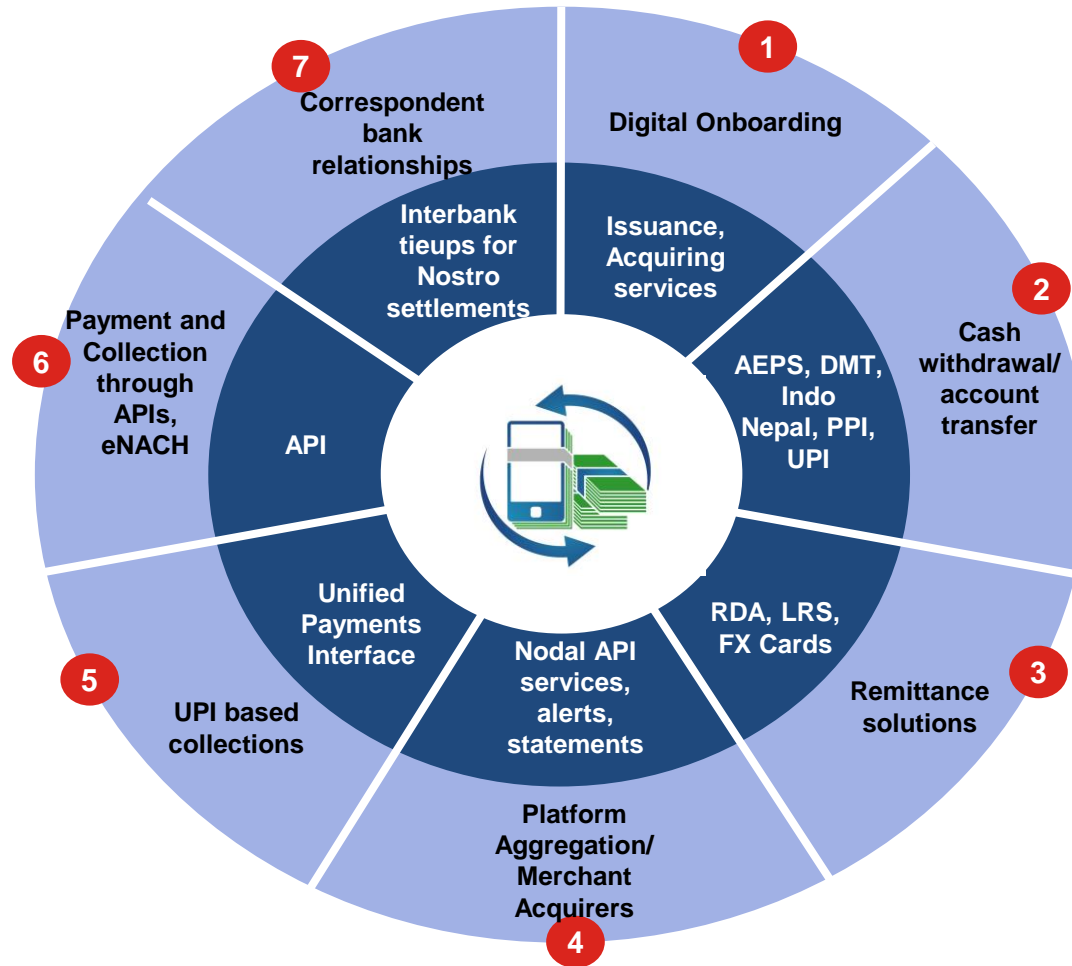 1
Digital Onboarding
Issuance,
Acquiring
services
2
Cash
withdrawal/
account
transfer
AEPS, DMT,
Indo
Nepal, PPI,
UPI
3
Remittance
solutions
RDA, LRS,
FX Cards
Nodal API
services,
alerts,
statements
Platform
Aggregation/
Merchant
Acquirers
4
5
UPI based
collections
Unified
Payments
Interface
6
Payment and
Collection
through
APIs,
eNACH
API
7
Correspondent
bank
relationships
Interbank
tieups for
Nostro
settlements